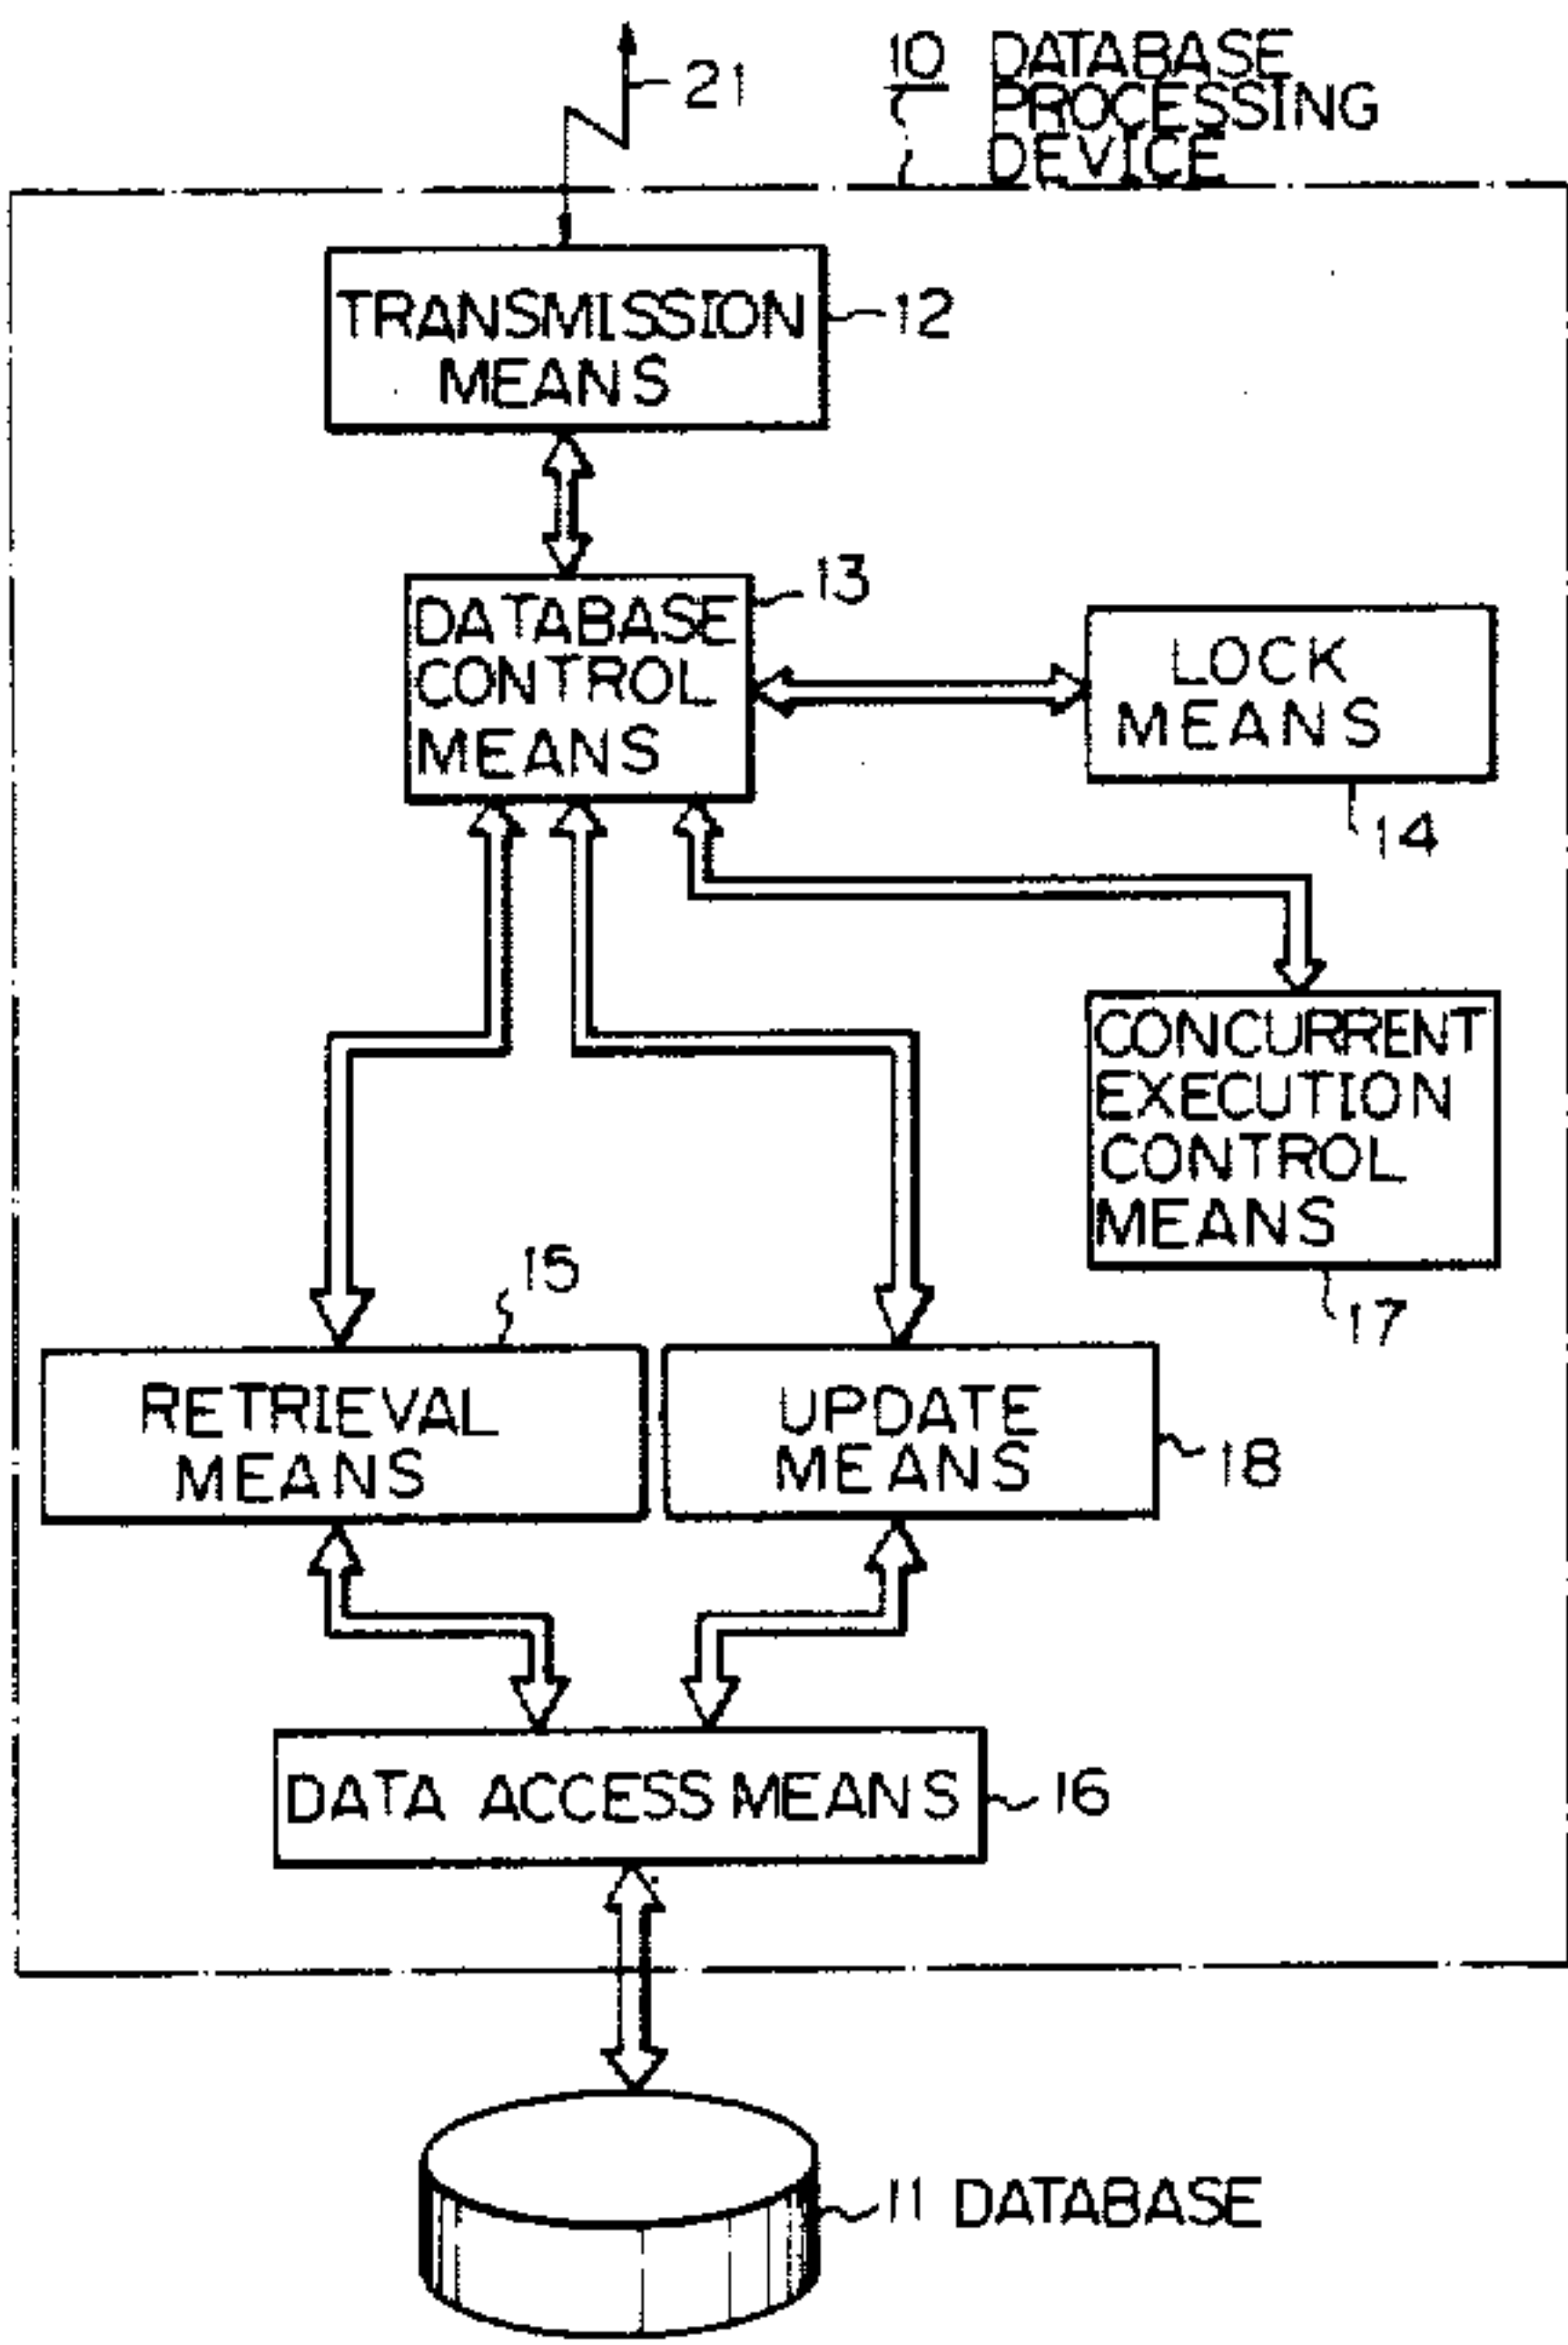 21
10 DATABASE
PROCESSING
DEVICE
TRANSMISSION
MEANS
12
DATABASE
CONTROL
MEANS
13
LOCK
MEANS
14
CONCURRENT
EXECUTION
CONTROL
MEANS
17
15
RETRIEVAL
MEANS
UPDATE
MEANS
18
DATA ACCESS MEANS
16
11 DATABASE